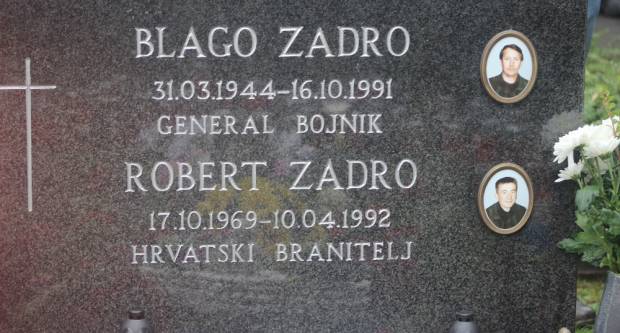 BLAGO ZADRO
31.03.1944-16.10.1991
GENERAL BOJNIK
ROBERT ZADRO
17.10.1969-10.04.1992
HRVATSKI BRANITELJ